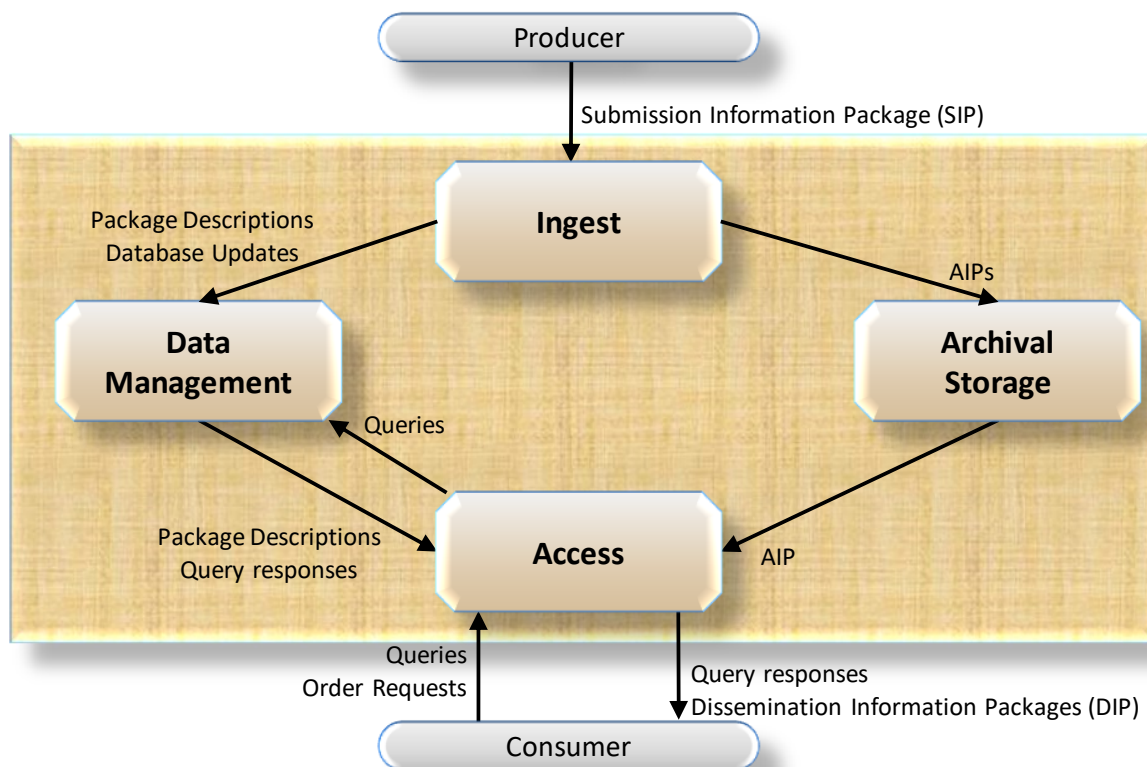 Producer
Submission Information Package (SIP)
Ingest
Package Descriptions
Database Updates
AIPs
Data
Management
Archival
Storage
Queries
Package Descriptions
Query responses
Access
AIP
Queries
Order Requests
Query responses
Dissemination Information Packages (DIP)
Consumer